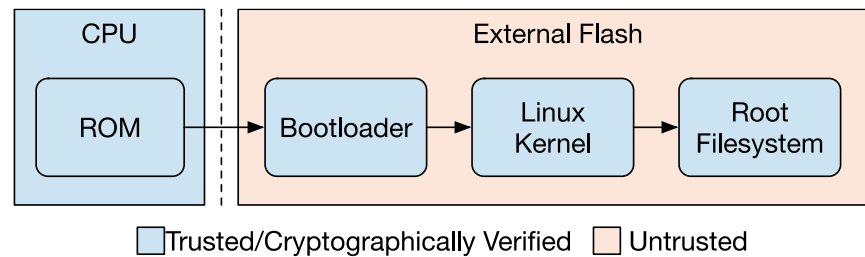 CPU
External Flash
ROM
Bootloader
Linux
Kernel
Root
Filesystem
Trusted/Cryptographically Verified
Untrusted